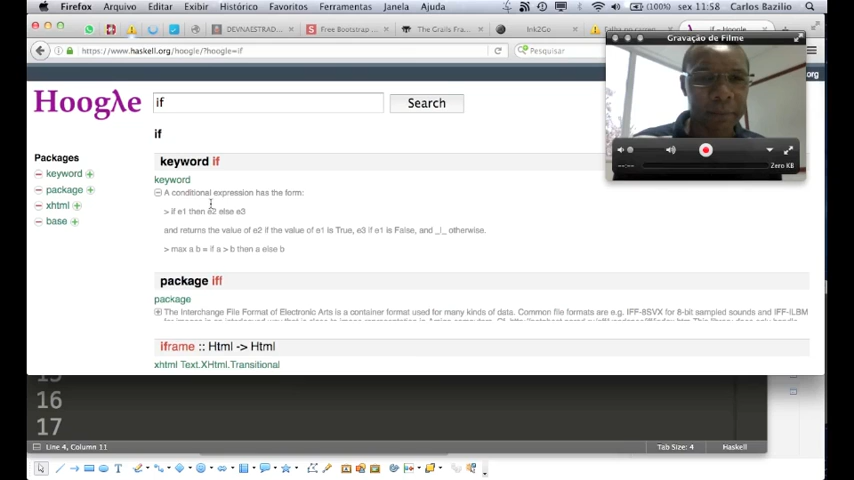 Firefox Arquivo Editar Exibir Histórico Favoritos Ferramentas Janela Ajuda (100%) sex 11:58 Carlos Bazilio
DEVNAESTRAD... Free Bootstrap... The Grails Fra... Ink2Go if – Hoogle
https://www.haskell.org/hoogle/?hoogle=if
Pesquisar
Gravação de Filme
org
Hoogλe
if
Search
if
Packages
keyword
package
xhtml
base
keyword if
keyword
A conditional expression has the form:
> if e1 then e2 else e3
and returns the value of e2 if the value of e1 is True, e3 if e1 is False, and _|_ otherwise.
> max a b = if a > b then a else b
package iff
package
The Interchange File Format of Electronic Arts is a container format used for many kinds of data. Common file formats are e.g. IFF-8SVX for 8-bit sampled sounds and IFF-ILBM
iframe :: Html -> Html
xhtml Text.XHtml.Transitional
--:--
Zero KB
16
17
Line 4, Column 11
Tab Size: 4
Haskell